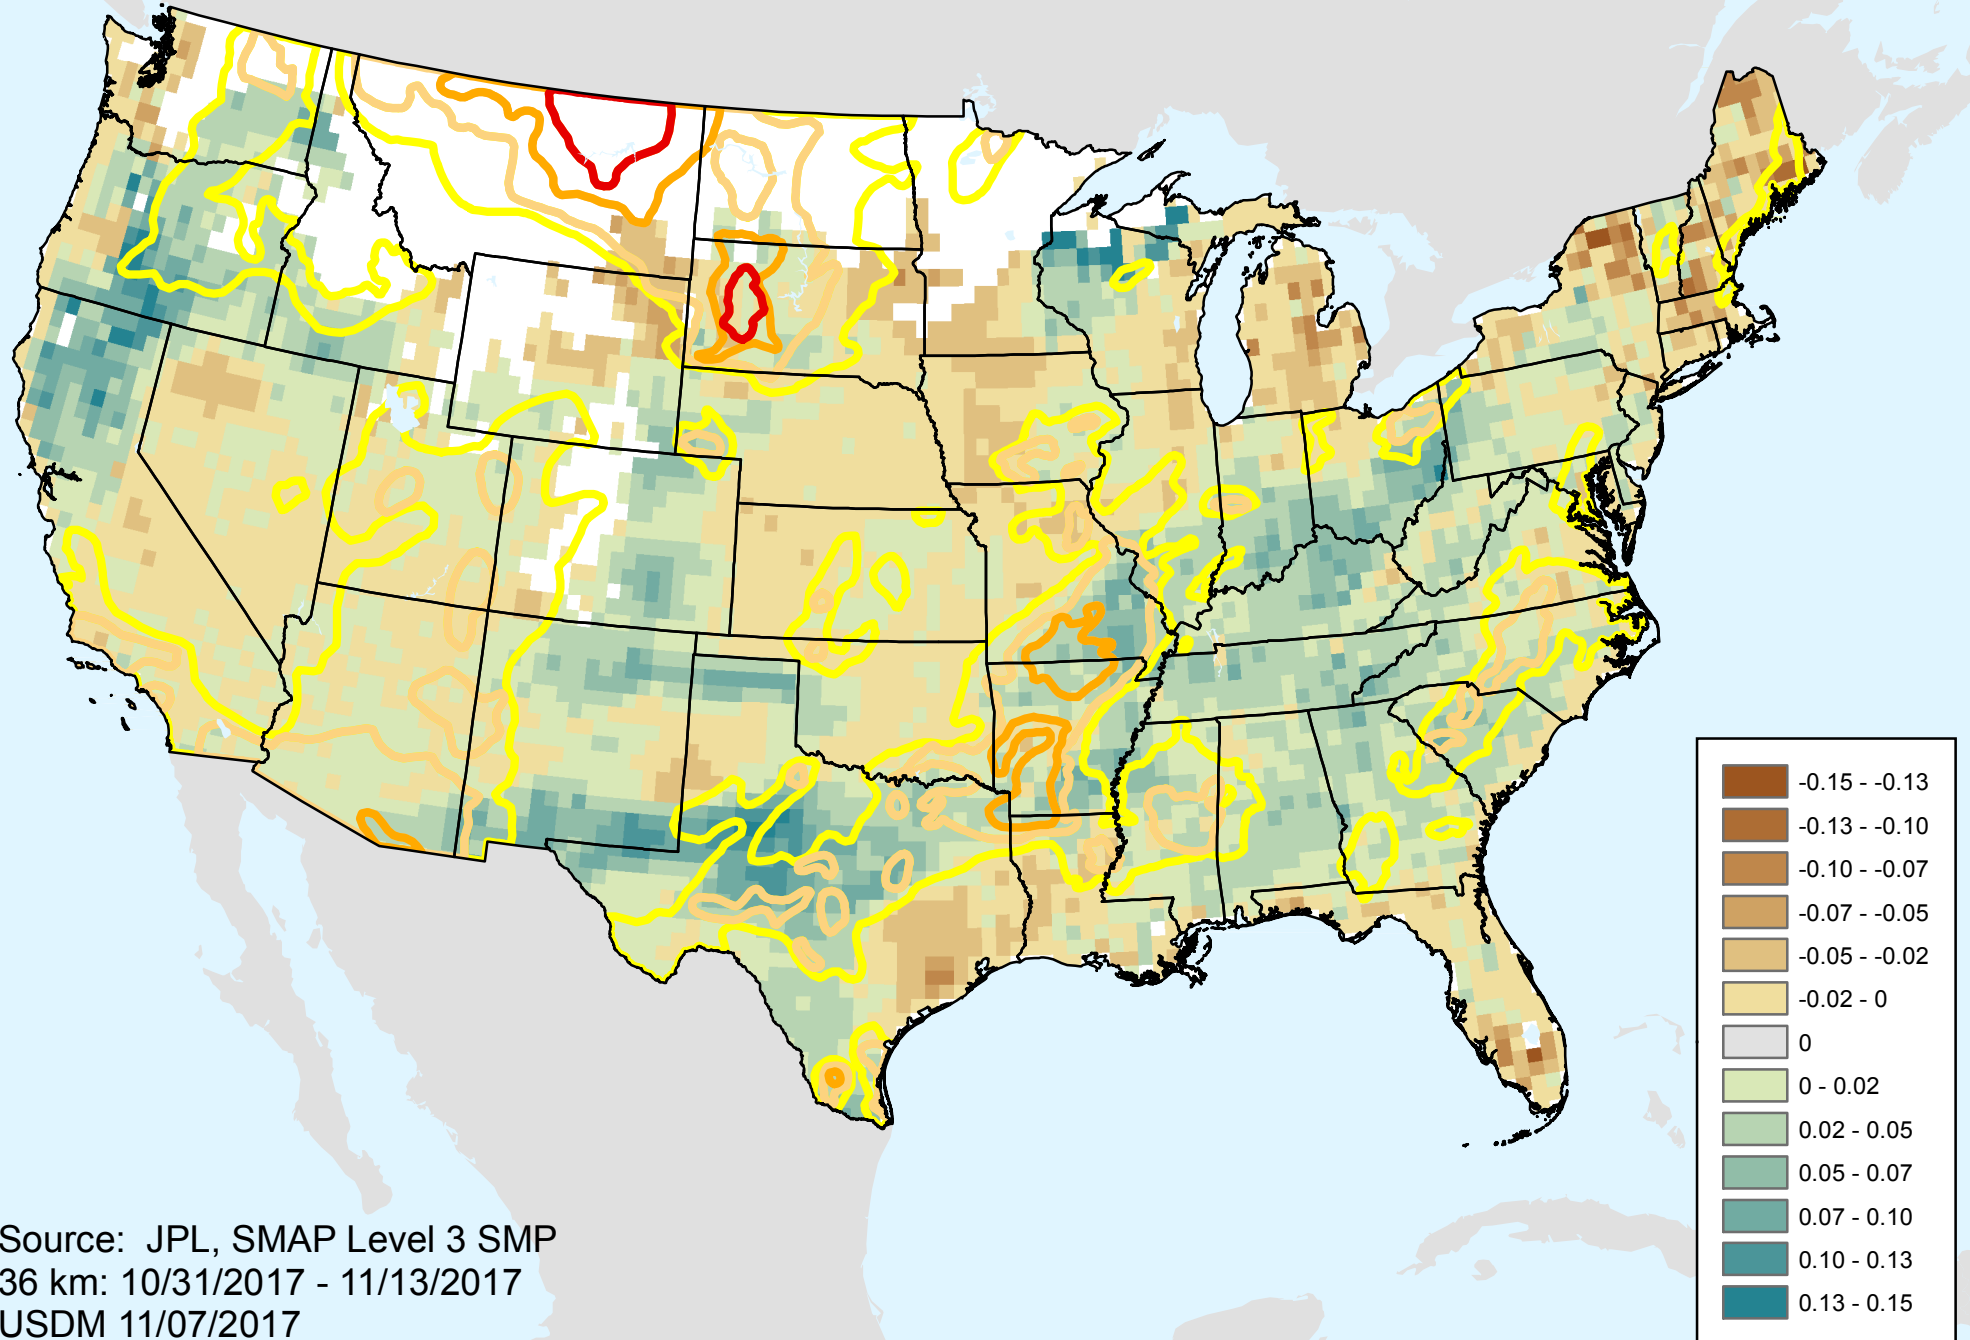 -0.15 - -0.13
-0.13 - -0.10
-0.10 - -0.07
-0.07 - -0.05
-0.05 - -0.02
-0.02 - 0
0
0 - 0.02
0.02 - 0.05
0.05 - 0.07
0.07 - 0.10
0.10 - 0.13
0.13 - 0.15
Source:  JPL, SMAP Level 3 SMP
36 km: 10/31/2017 - 11/13/2017
USDM 11/07/2017